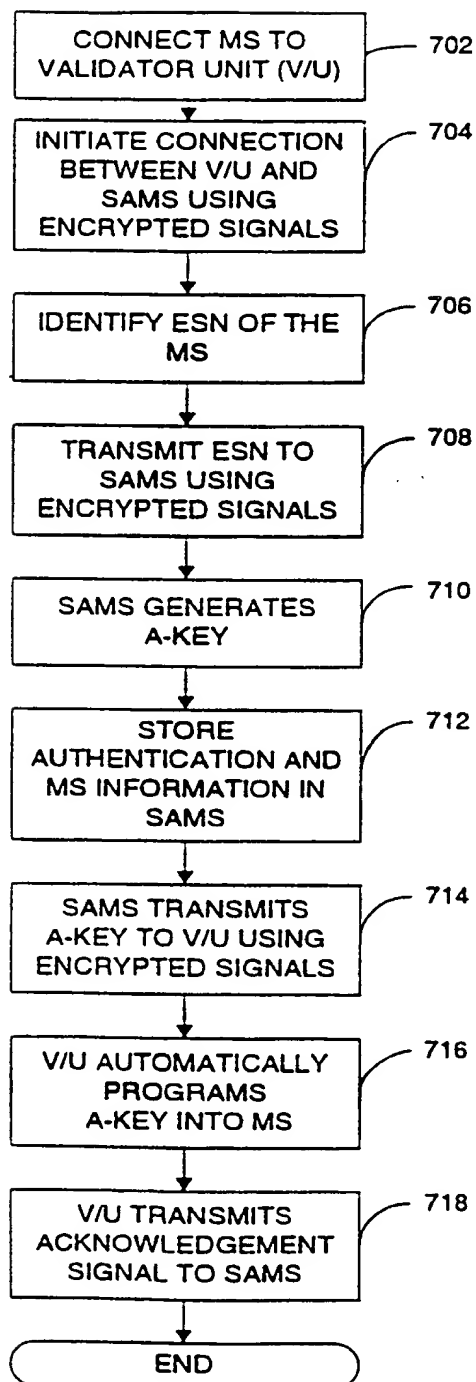 CONNECT MS TO
VALIDATOR UNIT (V/U)
702
INITIATE CONNECTION
BETWEEN V/U AND
SAMS USING
ENCRYPTED SIGNALS
704
IDENTIFY ESN OF THE
MS
706
TRANSMIT ESN TO
SAMS USING
ENCRYPTED SIGNALS
708
SAMS GENERATES
A-KEY
710
STORE
AUTHENTICATION AND
MS INFORMATION IN
SAMS
712
SAMS TRANSMITS
A-KEY TO V/U USING
ENCRYPTED SIGNALS
714
V/U AUTOMATICALLY
PROGRAMS
A-KEY INTO MS
716
V/U TRANSMITS
ACKNOWLEDGEMENT
SIGNAL TO SAMS
718
END